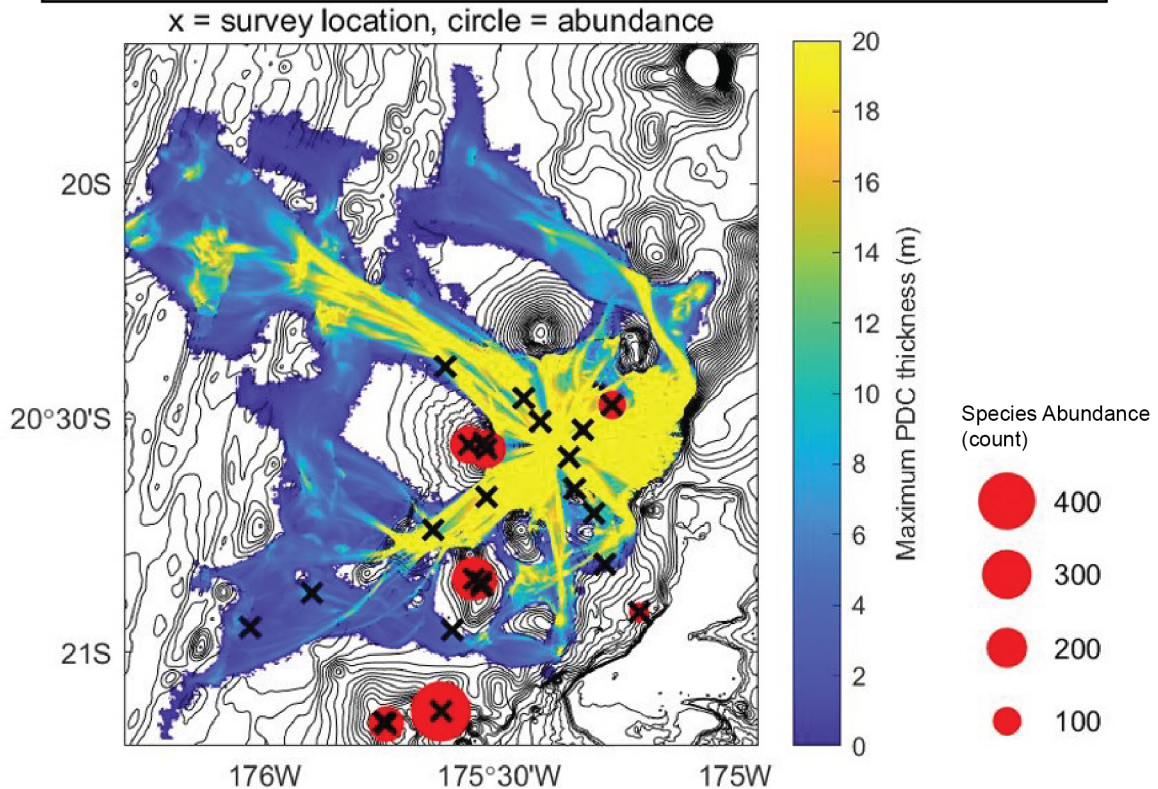 x = survey location, circle = abundance
20S
20°30'S
21S
176W
175°30'W
175W
20
18
16
14
12
10
8
6
4
2
0
Maximum PDC thickness (m)
Species Abundance
(count)
400
300
200
100